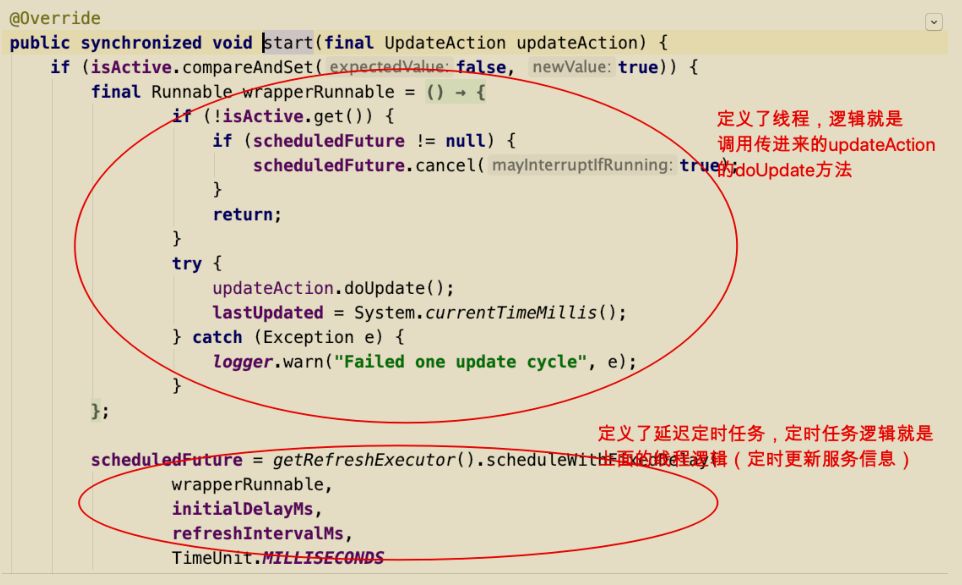 @Override
public synchronized void start(final UpdateAction updateAction) {
if (isActive.compareAndSet( expectedValue: false, newValue: true)) {
final Runnable wrapperRunnable = () → {
if (!isActive.get()) {
if (scheduledFuture != null) {
scheduledFuture.cancel( mayInterruptIfRunning: true);
}
return;
}
try {
updateAction.doUpdate();
lastUpdated = System.currentTimeMillis();
} catch (Exception e) {
logger.warn("Failed one update cycle", e);
}
};
定义了线程，逻辑就是
调用传进来的updateAction
的doUpdate方法
scheduledFuture = getRefreshExecutor().scheduleWithFixedDelay(
wrapperRunnable,
initialDelayMs,
refreshIntervalMs,
TimeUnit.MILLISECONDS
定义了延迟定时任务，定时任务逻辑就是
上面的线程逻辑（定时更新服务信息）